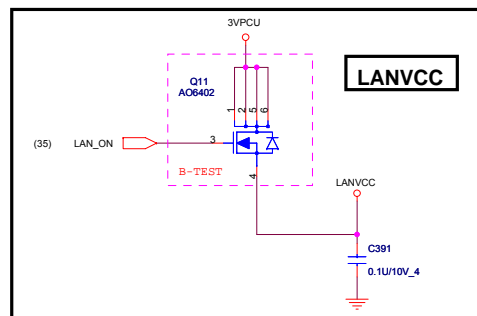 3VPCU
LANVCC
Q11
AO6402
1
2
5
6
(35)
LAN_ON
3
4
B-TEST
LANVCC
C391
0.1U/10V_4